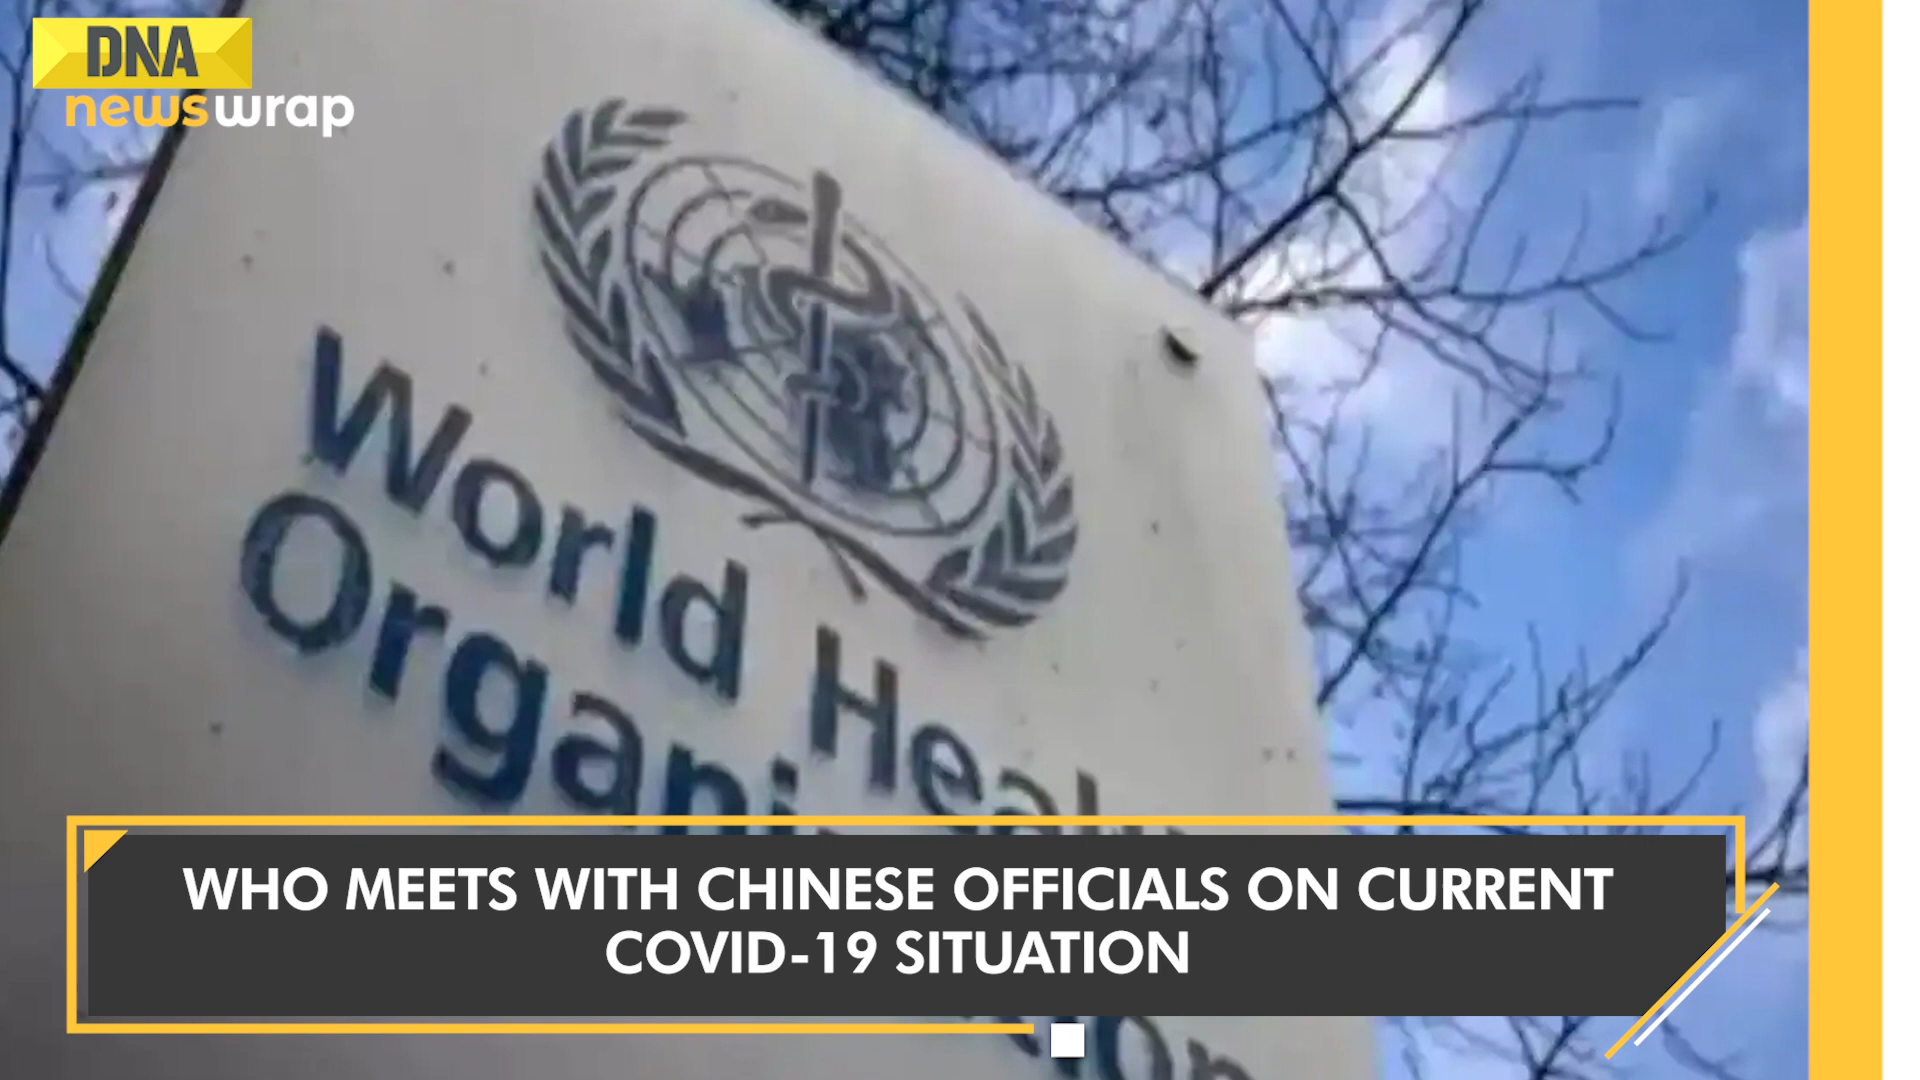 DNA
newswrap
World Heal
Organi
WHO MEETS WITH CHINESE OFFICIALS ON CURRENT
COVID-19 SITUATION